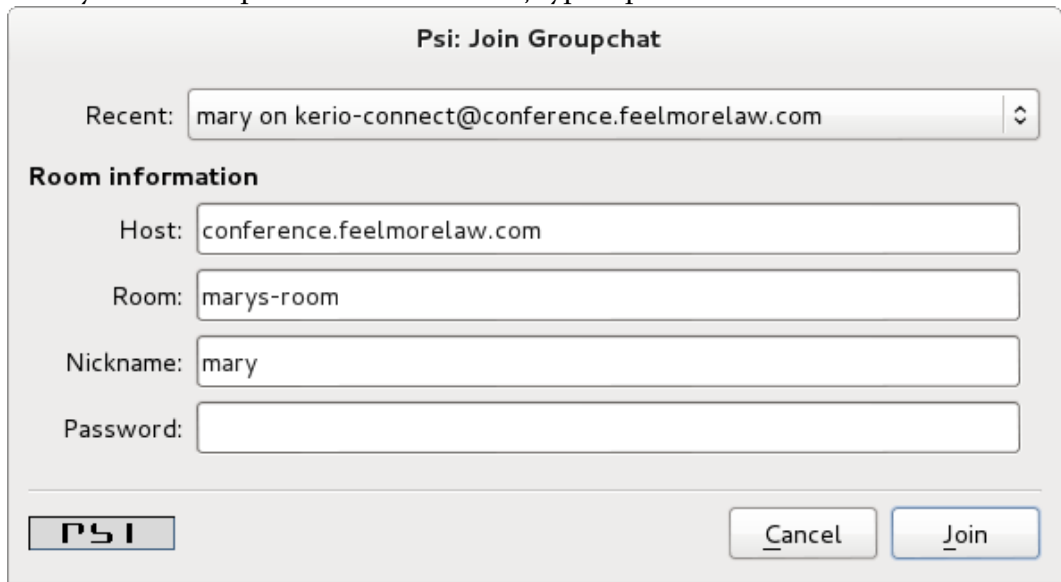 Psi: Join Groupchat
Recent: mary on kerio-connect@conference.feelmorelaw.com
Room information
Host: conference.feelmorelaw.com
Room: marys-room
Nickname: mary
Password:
PSI Cancel Join